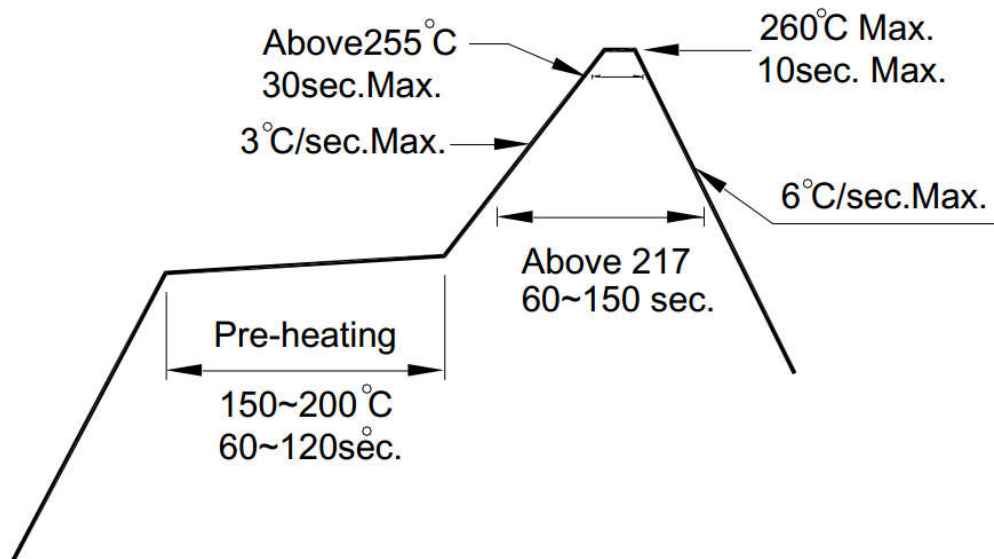 Above255°C
30sec.Max.
260°C Max.
10sec. Max.
3°C/sec.Max.
6°C/sec.Max.
Above 217
60~150 sec.
Pre-heating
150~200°C
60~120sec.